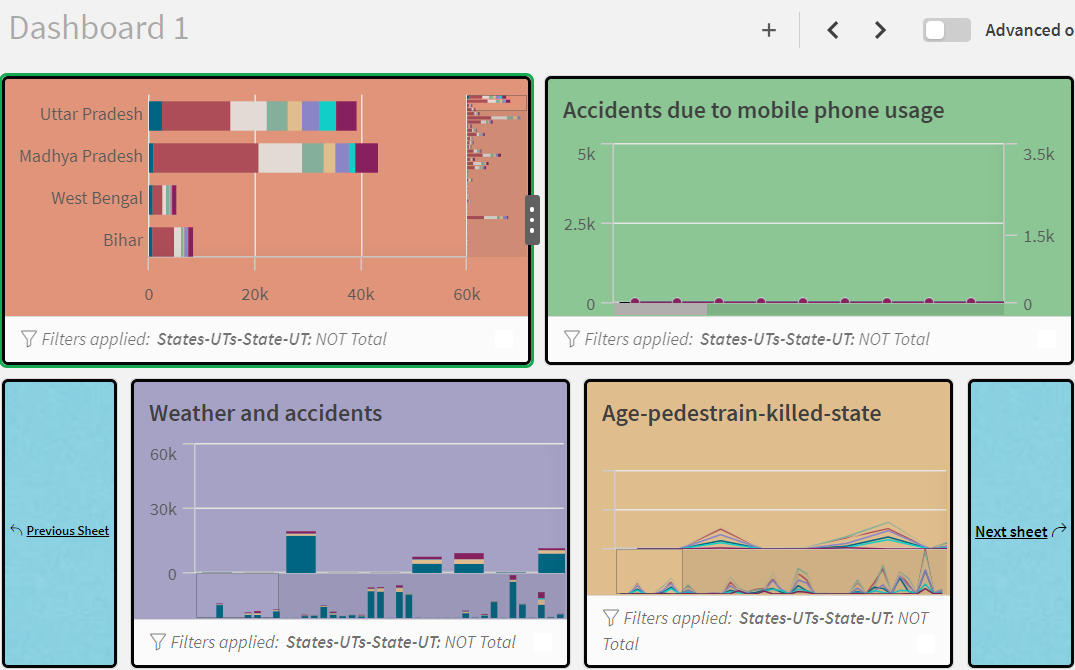 Dashboard 1
Advanced o
Uttar Pradesh
Madhya Pradesh
West Bengal
Bihar
0 20k 40k 60k
Filters applied: States-UTs-State-UT: NOT Total
Accidents due to mobile phone usage
5k
2.5k
0
3.5k
1.5k
0
Filters applied: States-UTs-State-UT: NOT Total
Previous Sheet
Weather and accidents
60k
30k
0
Filters applied: States-UTs-State-UT: NOT Total
Age-pedestrain-killed-state
Filters applied: States-UTs-State-UT: NOT
Total
Next sheet